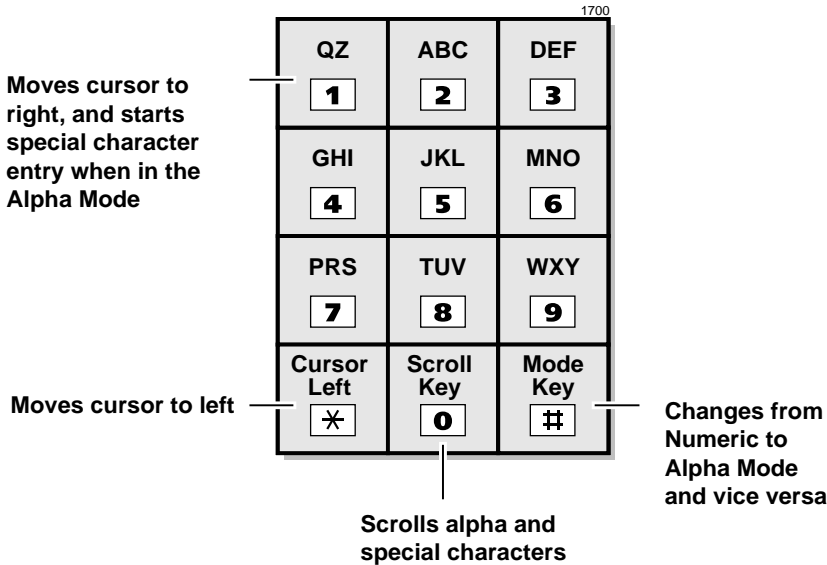 1700
QZ ABC DEF
1 2 3
Moves cursor to
right, and starts
special character
entry when in the
Alpha Mode
GHI JKL MNO
4 5 6
PRS TUV WXY
7 8 9
Cursor
Left
Scroll
Key
Mode
Key
* 0 #
Moves cursor to left
Changes from
Numeric to
Alpha Mode
and vice versa
Scrolls alpha and
special characters